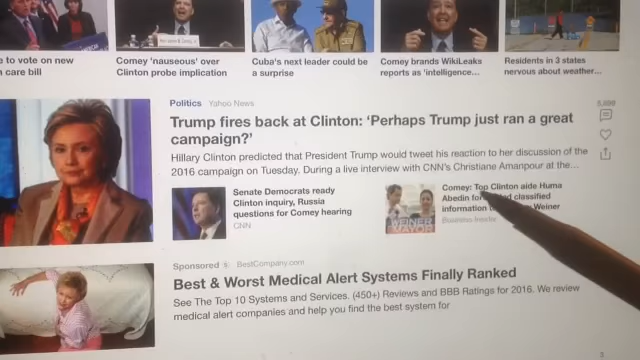 e to vote on new
care bill
Comey 'nauseous' over
Clinton probe implication
Cuba's next leader could be
a surprise
Comey brands WikiLeaks
reports as 'intelligence...
Residents in 3 states
nervous about weather...
Politics Yahoo News
Trump fires back at Clinton: 'Perhaps Trump just ran a great
campaign?'
Hillary Clinton predicted that President Trump would tweet his reaction to her discussion of the
2016 campaign on Tuesday. During a live interview with CNN's Christiane Amanpour at the...
Senate Democrats ready
Clinton inquiry, Russia
questions for Comey hearing
CNN
WEINER
MAYOR
Comey: Top Clinton aide Huma
Abedin classified
information Weiner
Business Insider
Sponsored BestCompany.com
Best & Worst Medical Alert Systems Finally Ranked
See The Top 10 Systems and Services. (450+) Reviews and BBB Ratings for 2016. We review
medical alert companies and help you find the best system for